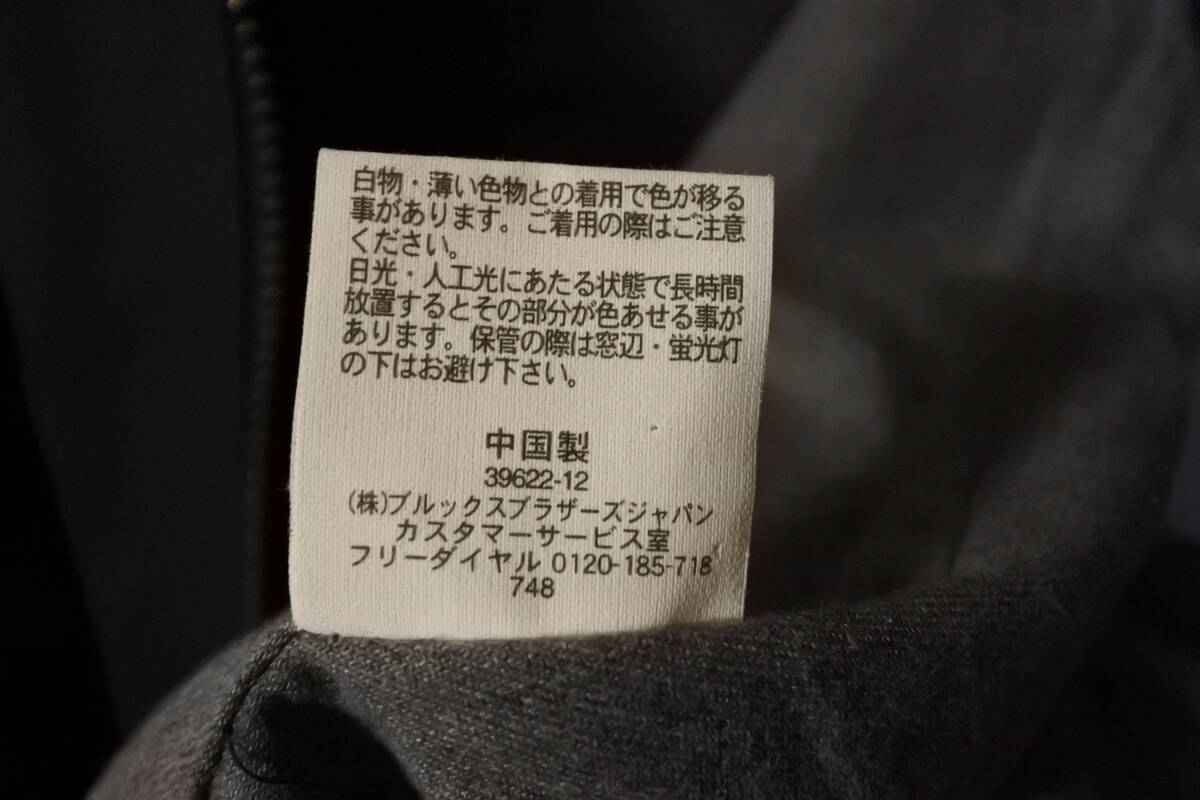 白物・薄い色物との着用で色が移る
事があります。ご着用の際はご注意
ください。
日光・人工光にあたる状態で長時間
放置するとその部分が色あせる事が
あります。保管の際は窓辺・蛍光灯
の下はお避け下さい。
中国製
39622-12
(株)ブルックスブラザーズジャパン
カスタマーサービス室
フリーダイヤル 0120-185-718
748